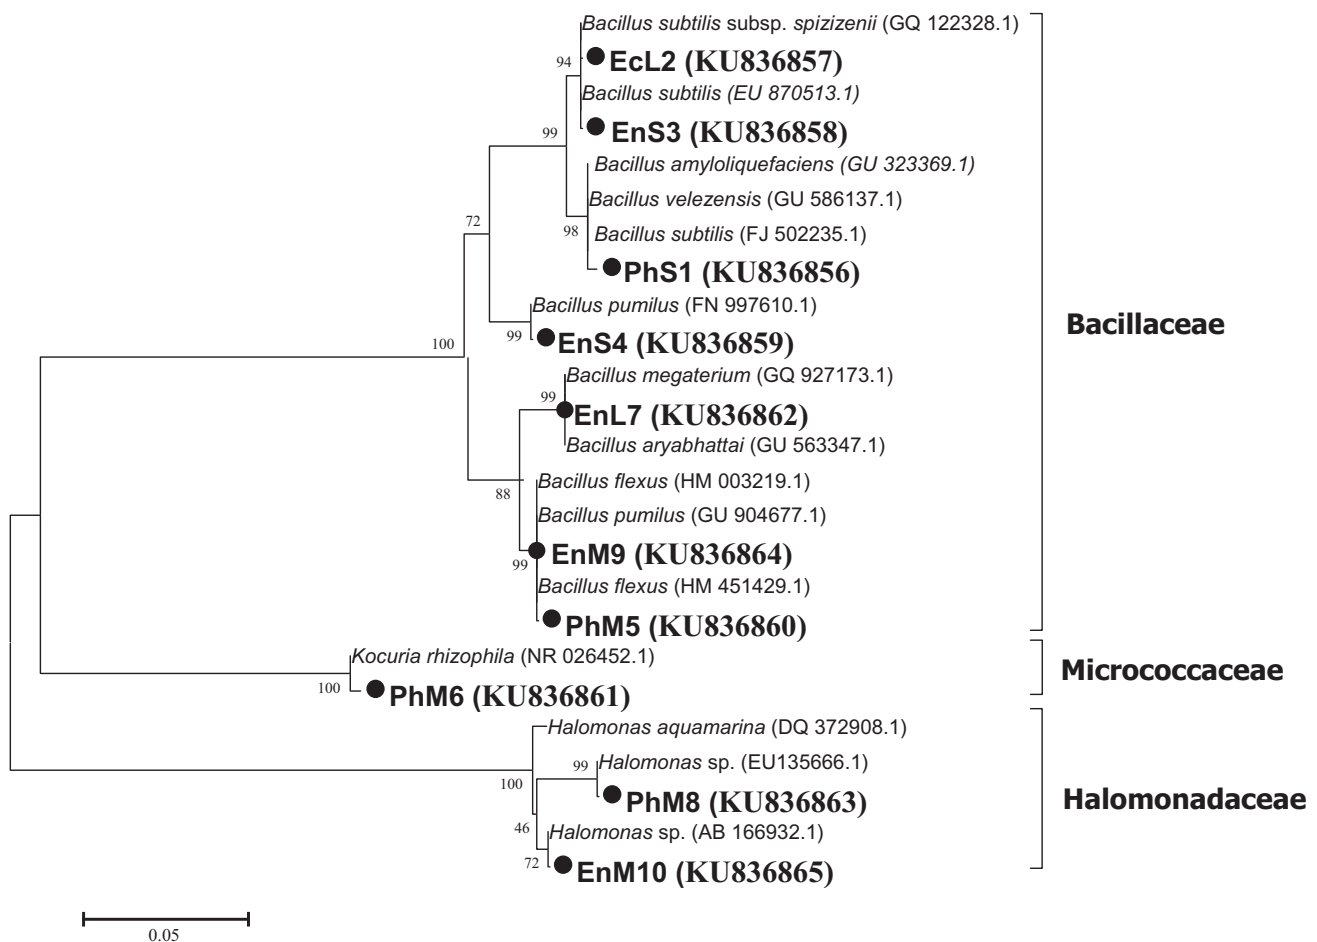 Bacillus subtilis subsp. spizizenii (GQ 122328.1)
94
EcL2 (KU836857)
Bacillus subtilis (EU 870513.1)
99
EnS3 (KU836858)
Bacillus amyloliquefaciens (GU 323369.1)
Bacillus velezensis (GU 586137.1)
72
98
Bacillus subtilis (FJ 502235.1)
PhS1 (KU836856)
Bacillus pumilus (FN 997610.1)
Bacillaceae
99
EnS4 (KU836859)
100
Bacillus megaterium (GQ 927173.1)
99
EnL7 (KU836862)
Bacillus aryabhattai (GU 563347.1)
Bacillus flexus (HM 003219.1)
88
Bacillus pumilus (GU 904677.1)
EnM9 (KU836864)
99
Bacillus flexus (HM 451429.1)
PhM5 (KU836860)
Kocuria rhizophila (NR 026452.1)
Micrococcaceae
100
PhM6 (KU836861)
Halomonas aquamarina (DQ 372908.1)
99
Halomonas sp. (EU135666.1)
100
PhM8 (KU836863)
Halomonadaceae
46
Halomonas sp. (AB 166932.1)
72
EnM10 (KU836865)
0.05